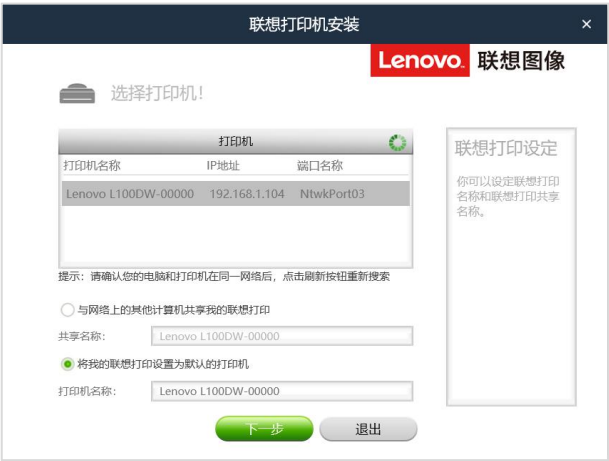 联想打印机安装
×
Lenovo 联想图像
选择打印机!
打印机
打印机名称 IP地址 端口名称
Lenovo L100DW-00000 192.168.1.104 NtwkPort03
提示：请确认您的电脑和打印机在同一网络后，点击刷新按钮重新搜索
与网络上的其他计算机共享我的联想打印
共享名称: Lenovo L100DW-00000
将我的联想打印设置为默认的打印机
打印机名称: Lenovo L100DW-00000
下一步 退出
联想打印设定
你可以设定联想打印
名称和联想打印共享
名称。